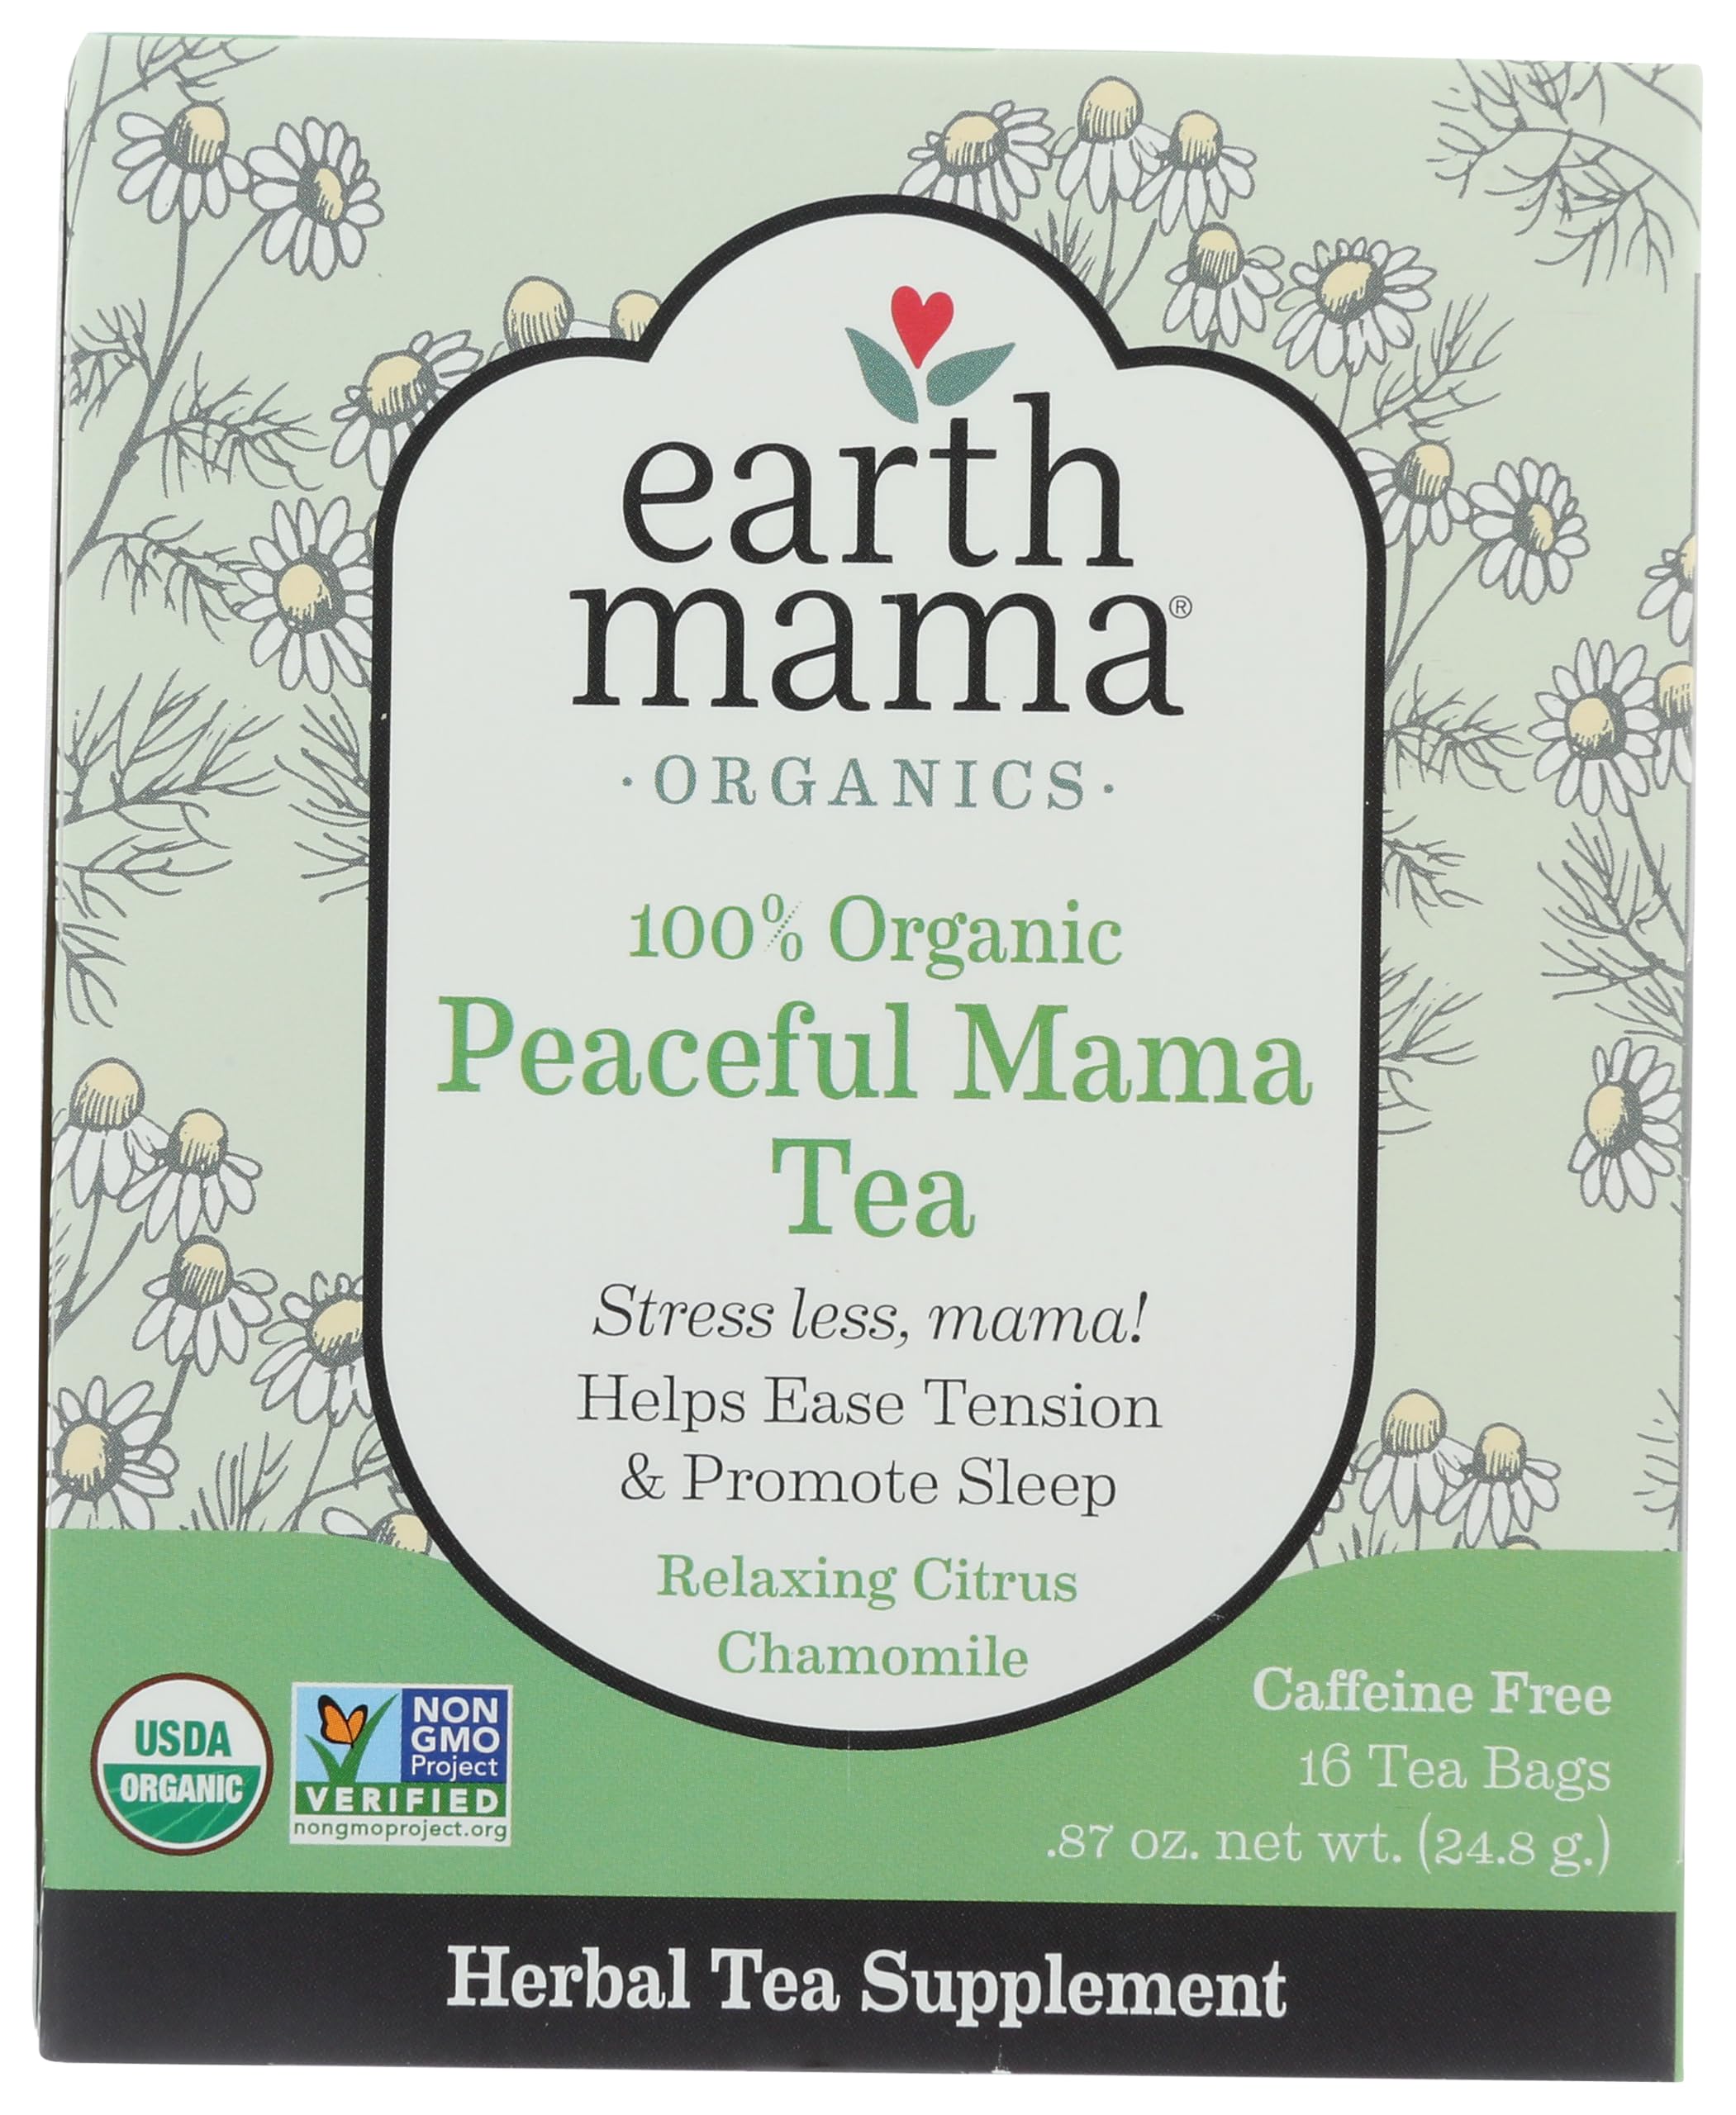 earth
mama®
·ORGANICS·
100% Organic
Peaceful Mama
Tea
Stress less, mama!
Helps Ease Tension
& Promote Sleep
Relaxing Citrus
Chamomile
USDA
ORGANIC
NON
GMO
Project
VERIFIED
nongmoproject.org
Caffeine Free
16 Tea Bags
.87 oz. net wt. (24.8 g.)
Herbal Tea Supplement